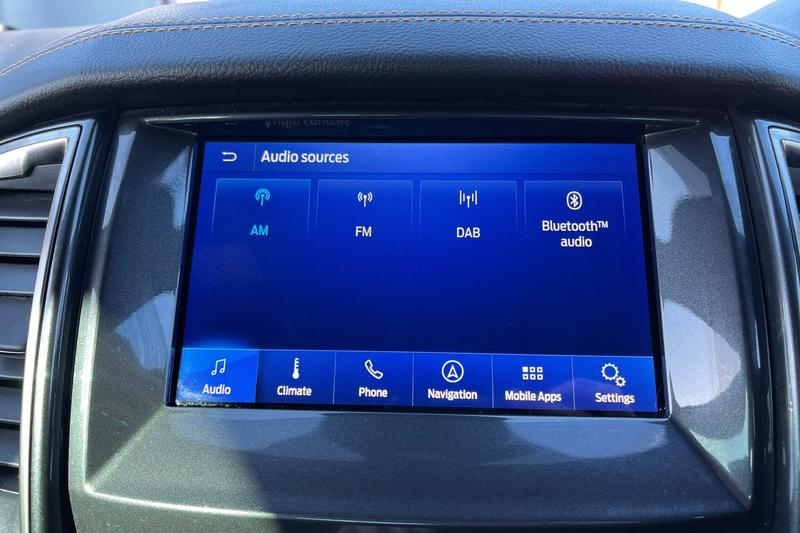 Audio sources
AM
FM
DAB
Bluetooth™
audio
Audio
Climate
Phone
Navigation
Mobile Apps
Settings